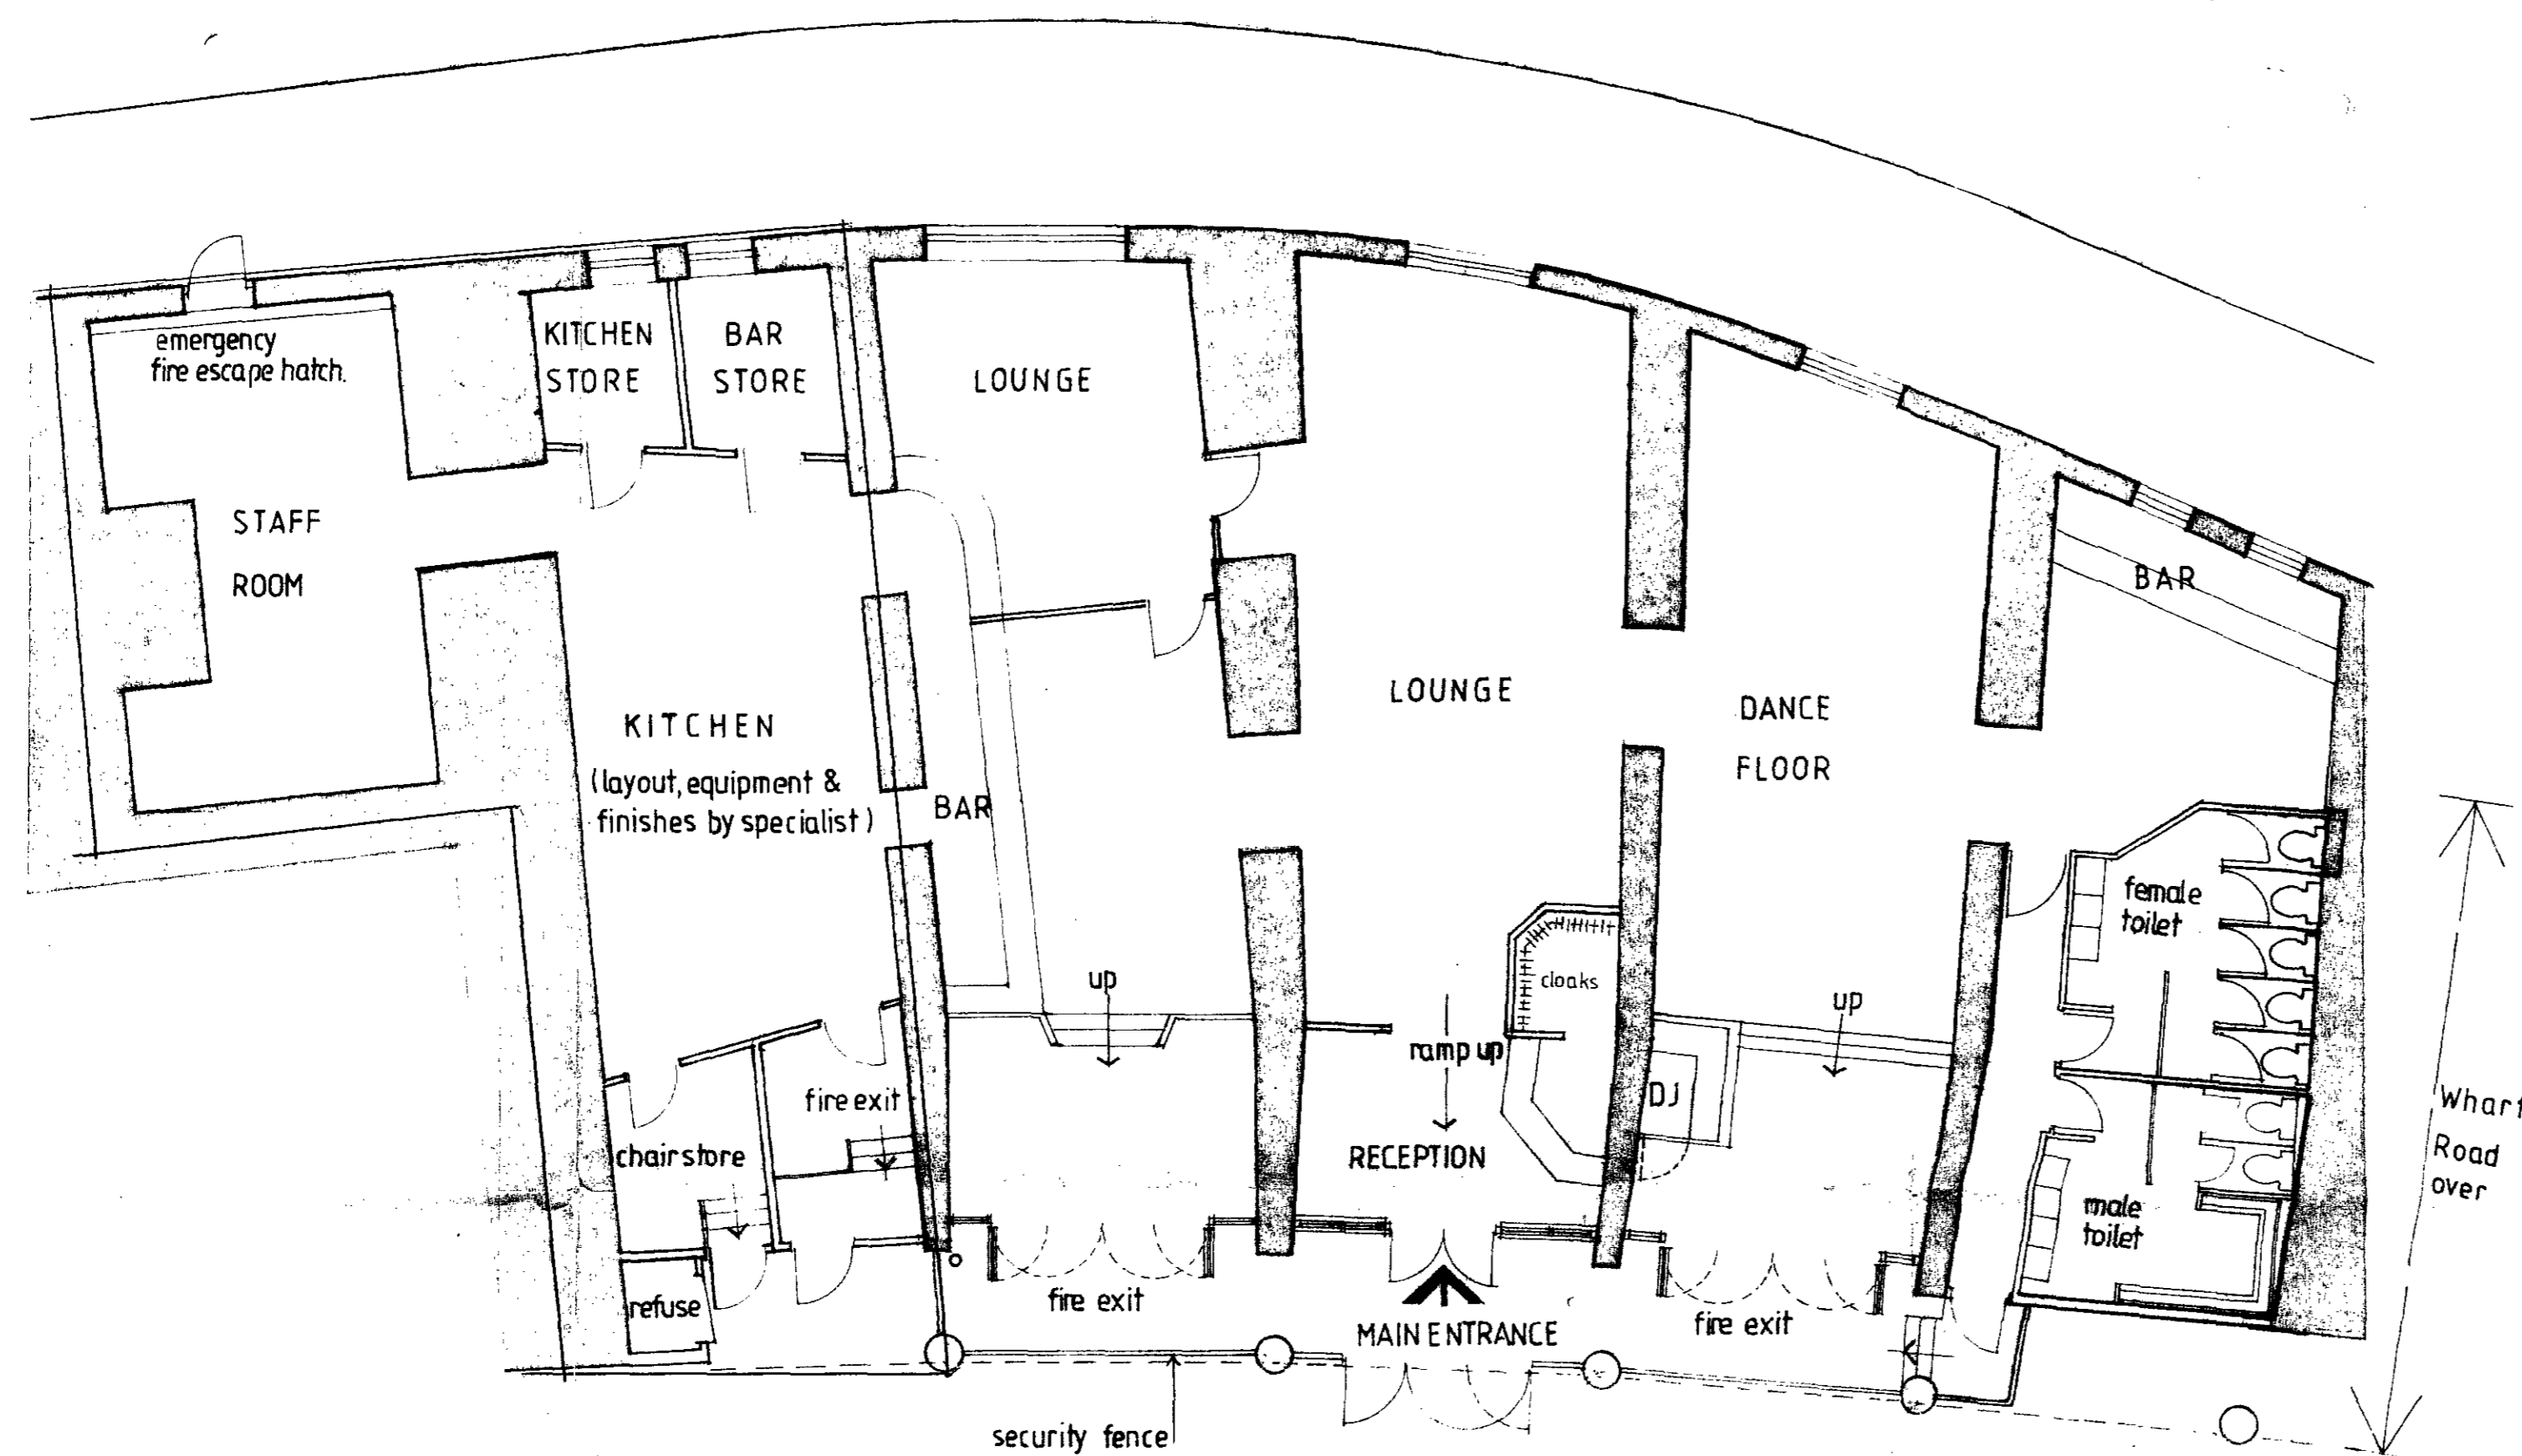 emergency
fire escape hatch.
KITCHEN
STORE
BAR
STORE
LOUNGE
STAFF
ROOM
BAR
KITCHEN
(layout, equipment &
finishes by specialist)
BAR
LOUNGE
DANCE
FLOOR
female
toilet
cloaks
up
up
ramp up
DJ
fire exit
chair store
RECEPTION
male
toilet
Wharf
Road
over
refuse
fire exit
MAIN ENTRANCE
fire exit
security fence